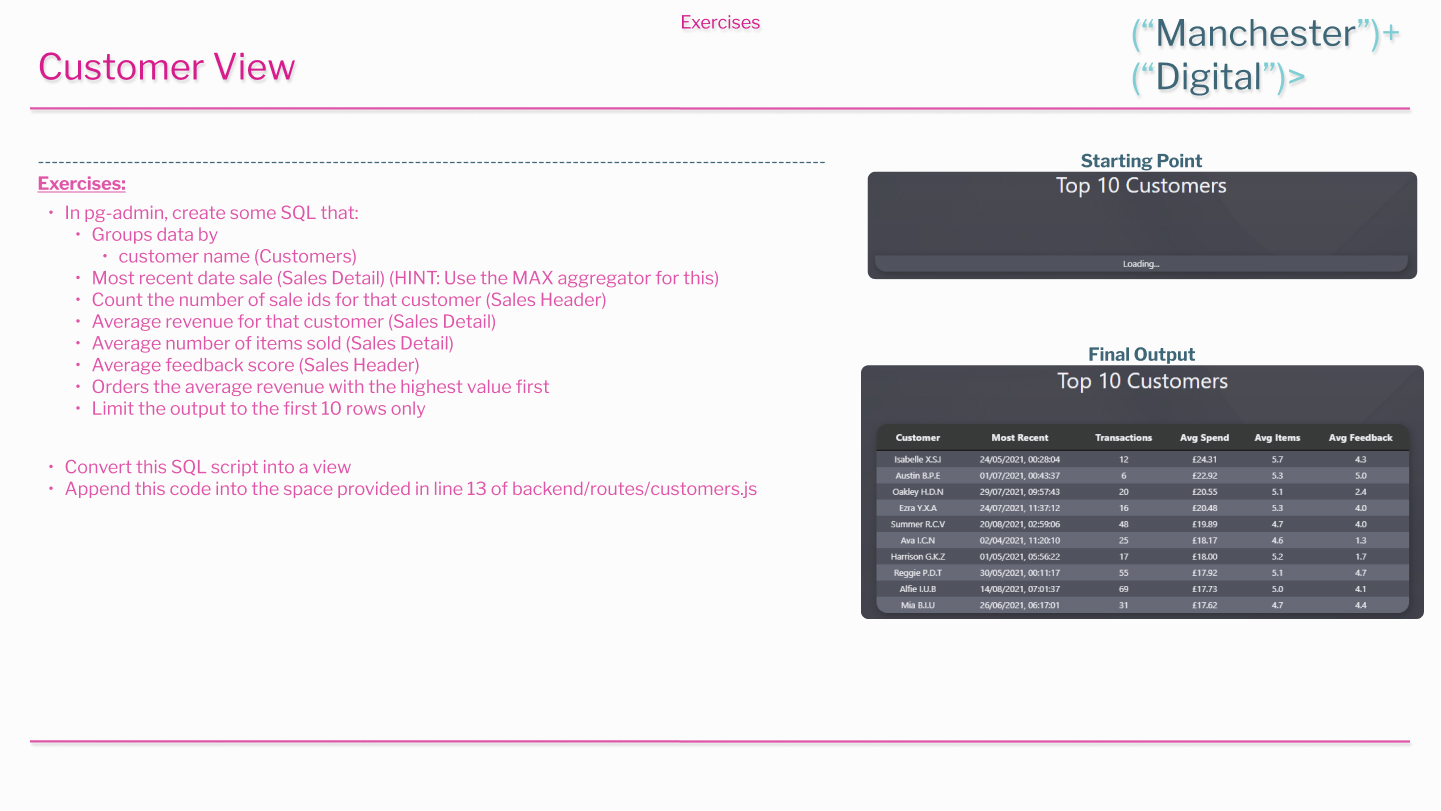 Exercises
Customer View
(“Manchester”)+
(“Digital”)>
Exercises:
• In pg-admin, create some SQL that:
• Groups data by
• customer name (Customers)
• Most recent date sale (Sales Detail) (HINT: Use the MAX aggregator for this)
• Count the number of sale ids for that customer (Sales Header)
• Average revenue for that customer (Sales Detail)
• Average number of items sold (Sales Detail)
• Average feedback score (Sales Header)
• Orders the average revenue with the highest value first
• Limit the output to the first 10 rows only
• Convert this SQL script into a view
• Append this code into the space provided in line 13 of backend/routes/customers.js
Starting Point
Top 10 Customers
Loading...
Final Output
Top 10 Customers
Customer Most Recent Transactions Avg Spend Avg Items Avg Feedback
Isabelle X.S.I 24/05/2021, 00:28:04 12 £24.31 5.7 4.3
Austin B.P.E 01/07/2021, 00:43:37 6 £22.92 5.3 5.0
Oakley H.D.N 29/07/2021, 09:57:43 20 £20.55 5.1 2.4
Ezra Y.X.A 24/07/2021, 11:37:12 16 £20.48 5.3 4.0
Summer R.C.V 20/08/2021, 02:59:06 48 £19.89 4.7 4.0
Ava I.C.N 02/04/2021, 11:20:10 25 £18.17 4.6 1.3
Harrison G.K.Z 01/05/2021, 05:56:22 17 £18.00 5.2 1.7
Reggie P.D.T 30/05/2021, 00:11:17 55 £17.92 5.1 4.7
Alfie I.U.B 14/08/2021, 07:01:37 69 £17.73 5.0 4.1
Mia B.I.U 26/06/2021, 06:17:01 31 £17.62 4.7 4.4